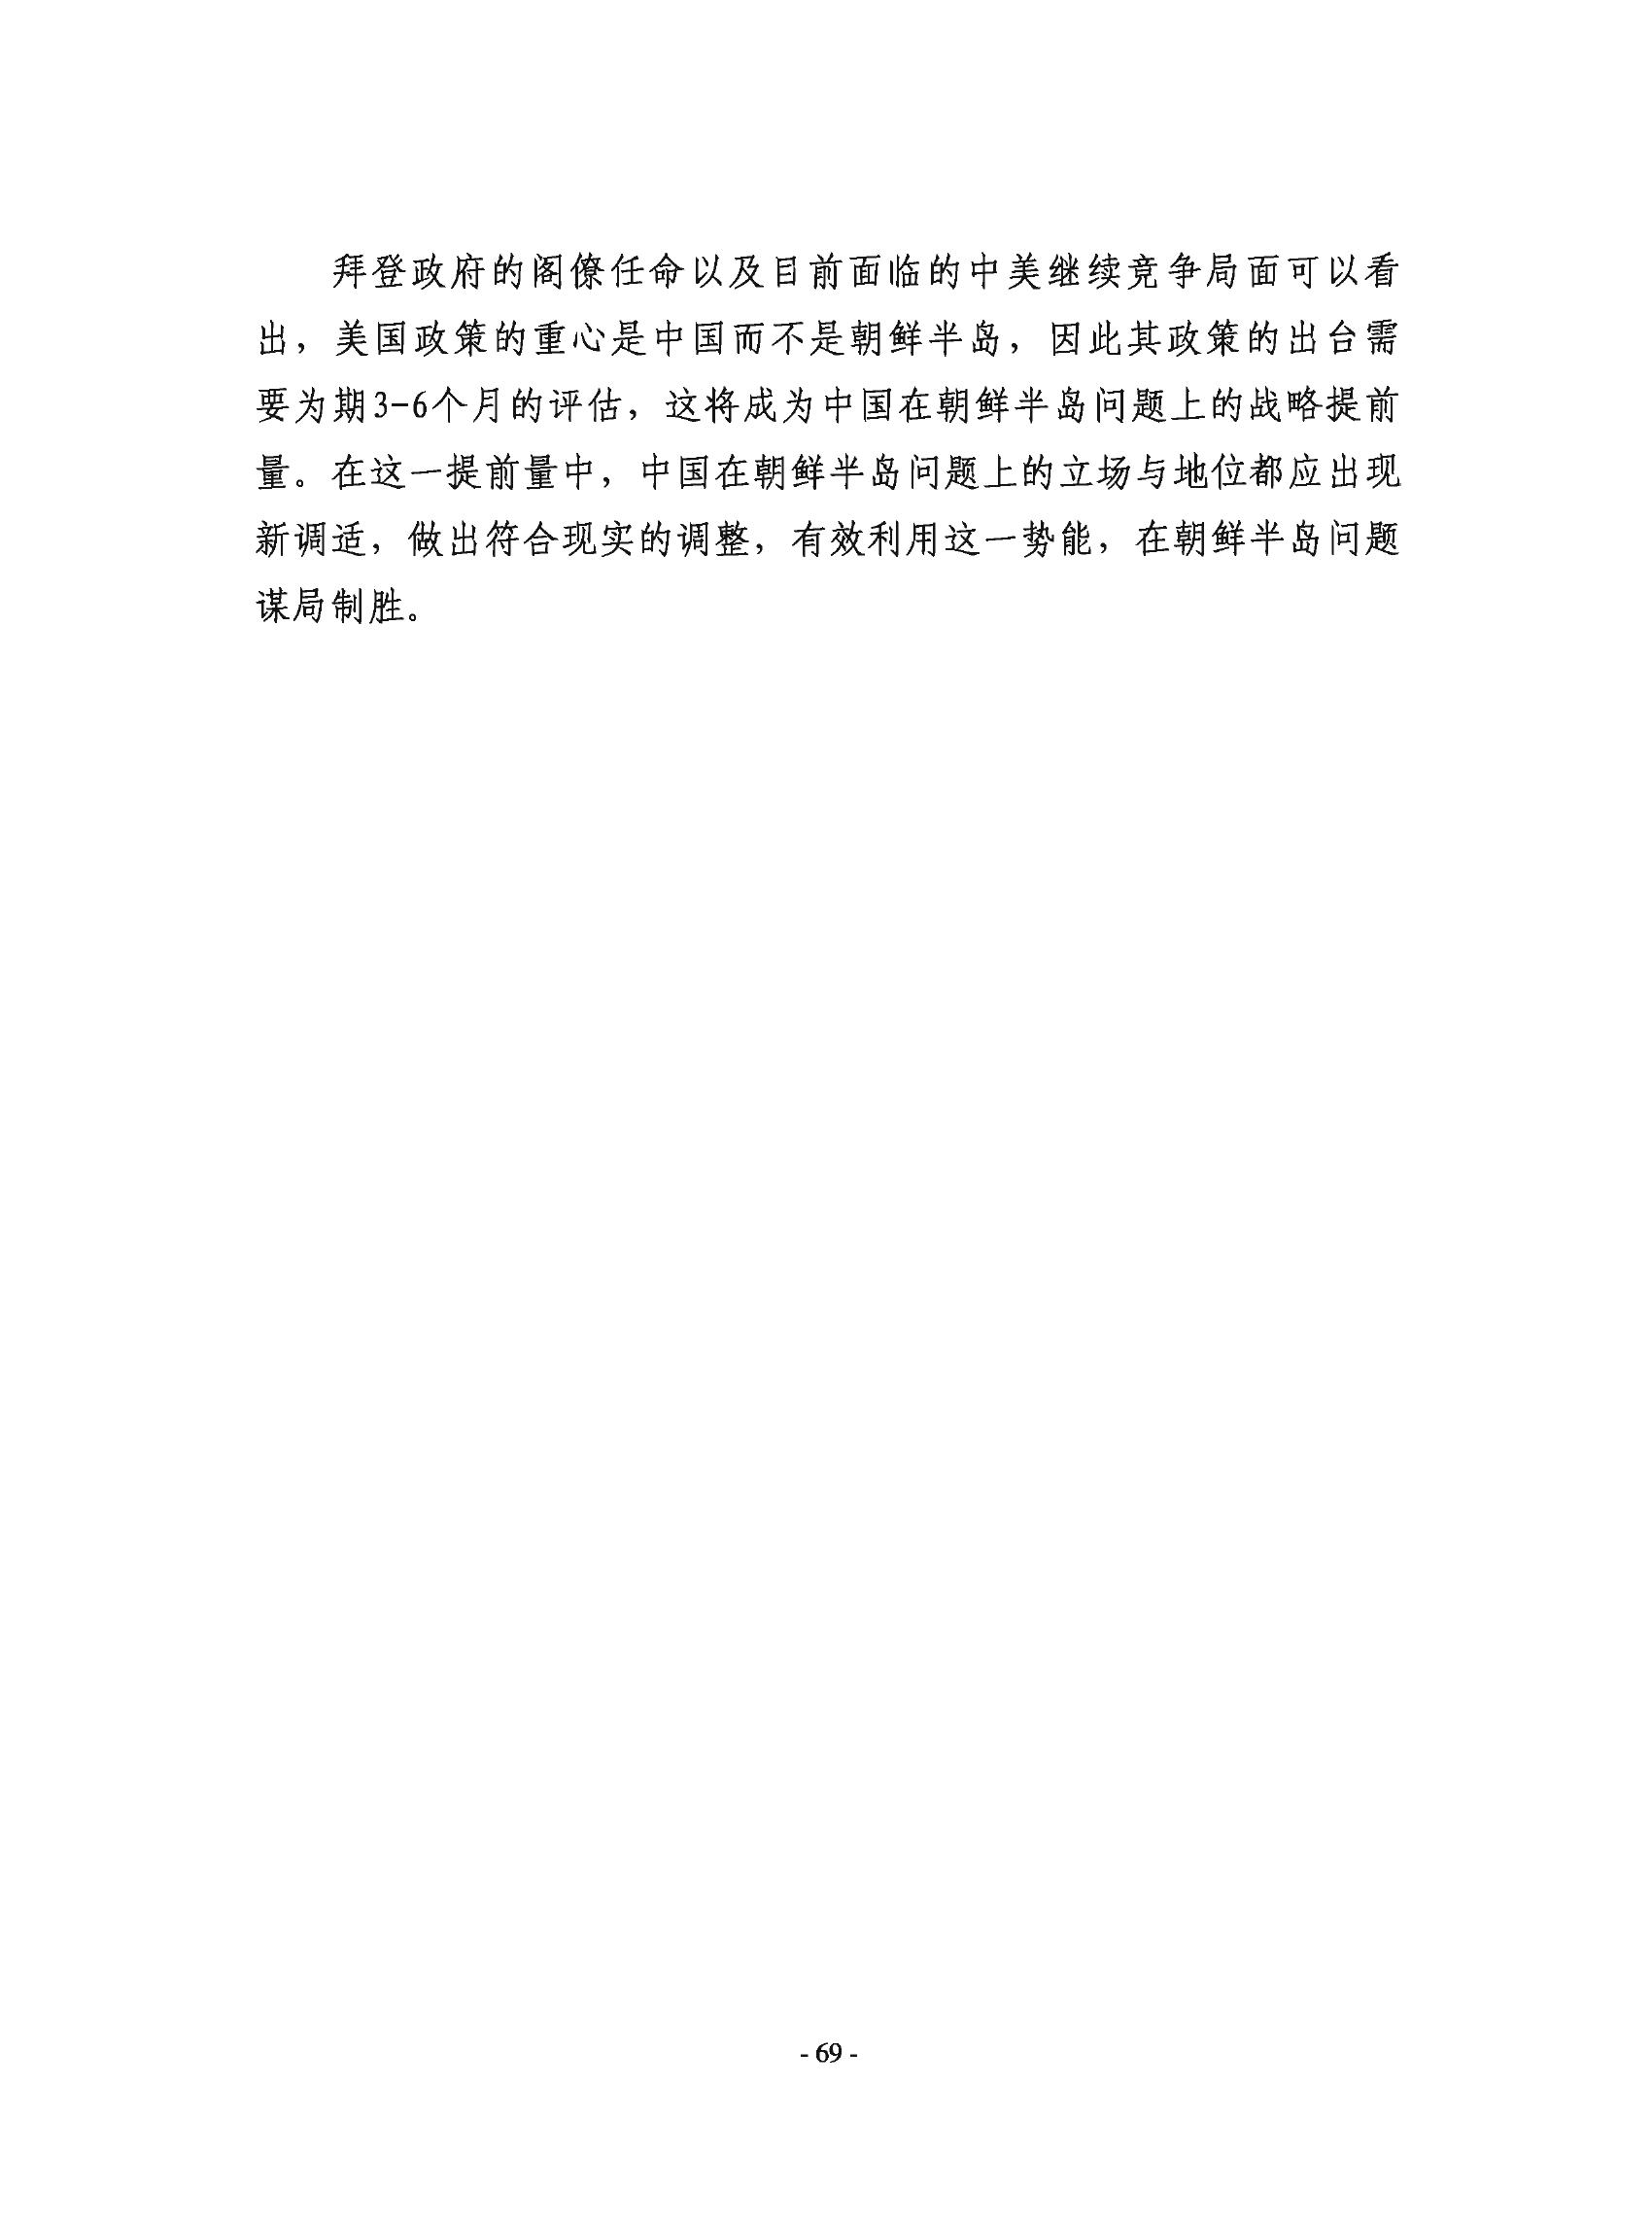 拜登政府的阁僚任命以及目前面临的中美继续竞争局面可以看
出，美国政策的重心是中国而不是朝鲜半岛，因此其政策的出台需
要为期3-6个月的评估，这将成为中国在朝鲜半岛问题上的战略提前
量。在这一提前量中，中国在朝鲜半岛问题上的立场与地位都应出现
新调适，做出符合现实的调整，有效利用这一势能，在朝鲜半岛问题
谋局制胜。
- 69 -